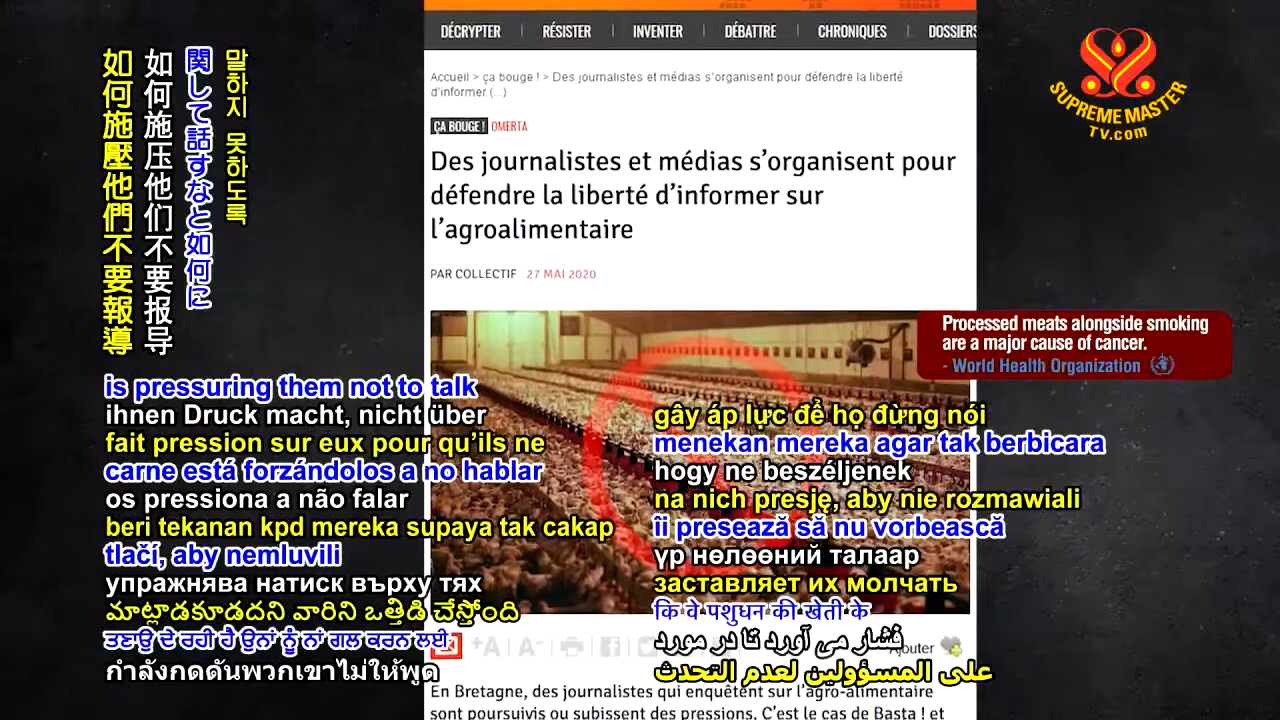 DÉCRYPTER
RÉSISTER
INVENTER
DÉBATTRE
CHRONIQUES
DOSSIERS
Accueil > ça bouge ! > Des journalistes et médias s'organisent pour défendre la liberté
d'informer (...)
ÇA BOUGE ! OMERTA
Des journalistes et médias s’organisent pour
défendre la liberté d’informer sur
l’agroalimentaire
PAR COLLECTIF 27 MAI 2020
SUPREME MASTER
TV.com
Processed meats alongside smoking
are a major cause of cancer.
- World Health Organization
말하지 못하도록
関して話すなと如何に
如何施压他们不要报导
如何施壓他們不要報導
is pressuring them not to talk
ihnen Druck macht, nicht über
fait pression sur eux pour qu’ils ne
carne está forzándolos a no hablar
os pressiona a não falar
beri tekanan kpd mereka supaya tak cakap
tlačí, aby nemluvili
упражнява натиск върху тях
మాట్లాడకూడదని వారిని ఒత్తిడి చేస్తోంది
ਤਣਾਉ ਦੇ ਰਹੀ ਹੈ ਉਨਾਂ ਨੂੰ ਨਾਂ ਗਲ ਕਰਨ ਲਈ
กำลังกดดันพวกเขาไม่ให้พูด
gây áp lực để họ đừng nói
menekan mereka agar tak berbicara
hogy ne beszéljenek
na nich presję, aby nie rozmawiali
îi presează să nu vorbească
үр нөлөөний талаар
заставляет их молчать
कि वे पशुधन की खेती के
فشار می آورد تا در مورد
على المسؤولين لعدم التحدث
A+ A- Ajouter
En Bretagne, des journalistes qui enquêtent sur l’agro-alimentaire
sont poursuivis ou subissent des pressions. C’est le cas de Basta ! et